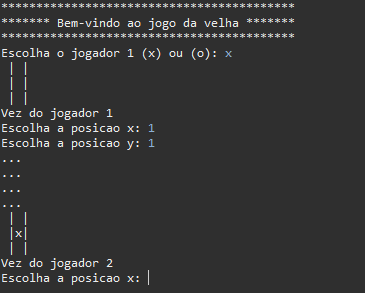 ******************************************
******* Bem-vindo ao jogo da velha *******
******************************************
Escolha o jogador 1 (x) ou (o): x
 | |
 | |
 | |
Vez do jogador 1
Escolha a posicao x: 1
Escolha a posicao y: 1
...
...
...
...
 | |
 |x|
 | |
Vez do jogador 2
Escolha a posicao x: